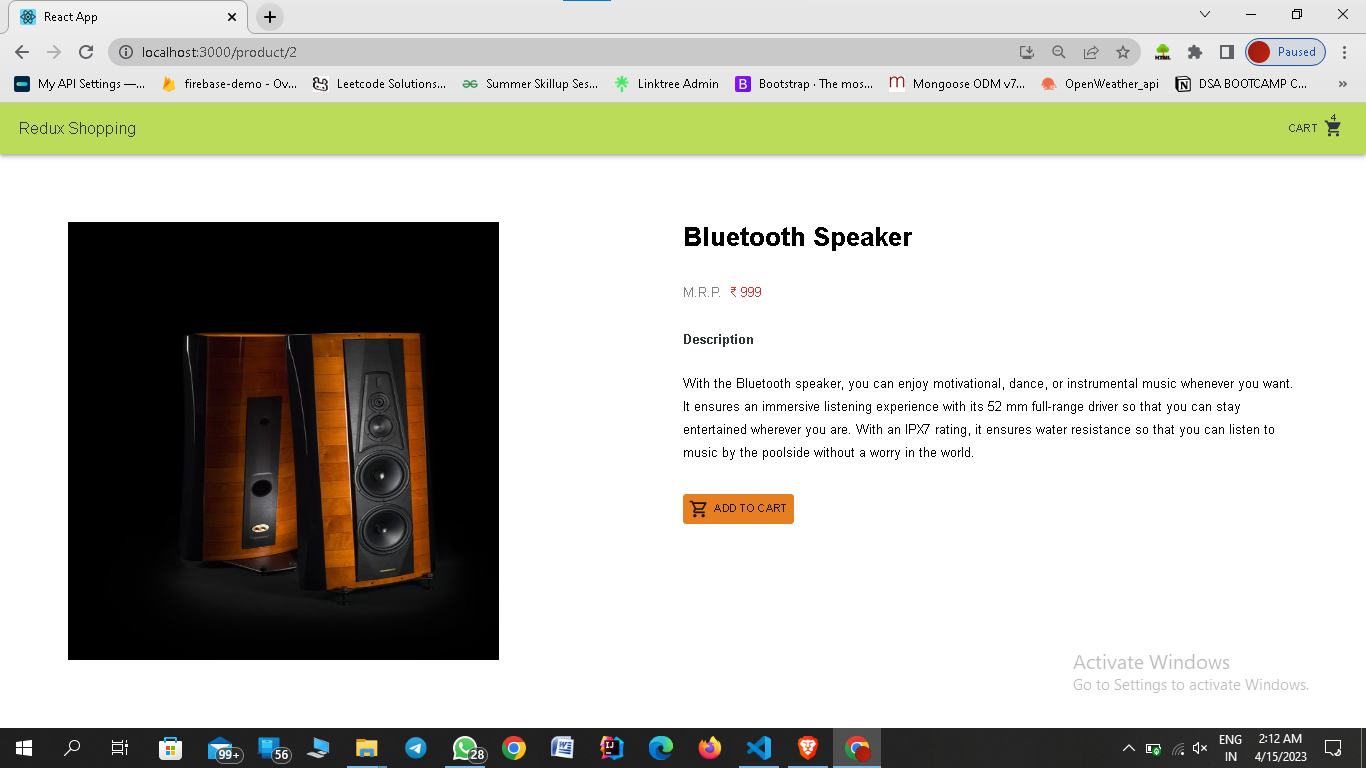 React App
localhost:3000/product/2
Paused
My API Settings —...
firebase-demo - Ov...
Leetcode Solutions...
Summer Skillup Ses...
Linktree Admin
Bootstrap · The mos...
Mongoose ODM v7...
OpenWeather_api
DSA BOOTCAMP C...
Redux Shopping
CART 4
Bluetooth Speaker
M.R.P. ₹ 999
Description
With the Bluetooth speaker, you can enjoy motivational, dance, or instrumental music whenever you want.
It ensures an immersive listening experience with its 52 mm full-range driver so that you can stay
entertained wherever you are. With an IPX7 rating, it ensures water resistance so that you can listen to
music by the poolside without a worry in the world.
ADD TO CART
Activate Windows
Go to Settings to activate Windows.
99+
56
28
ENG
IN
2:12 AM
4/15/2023